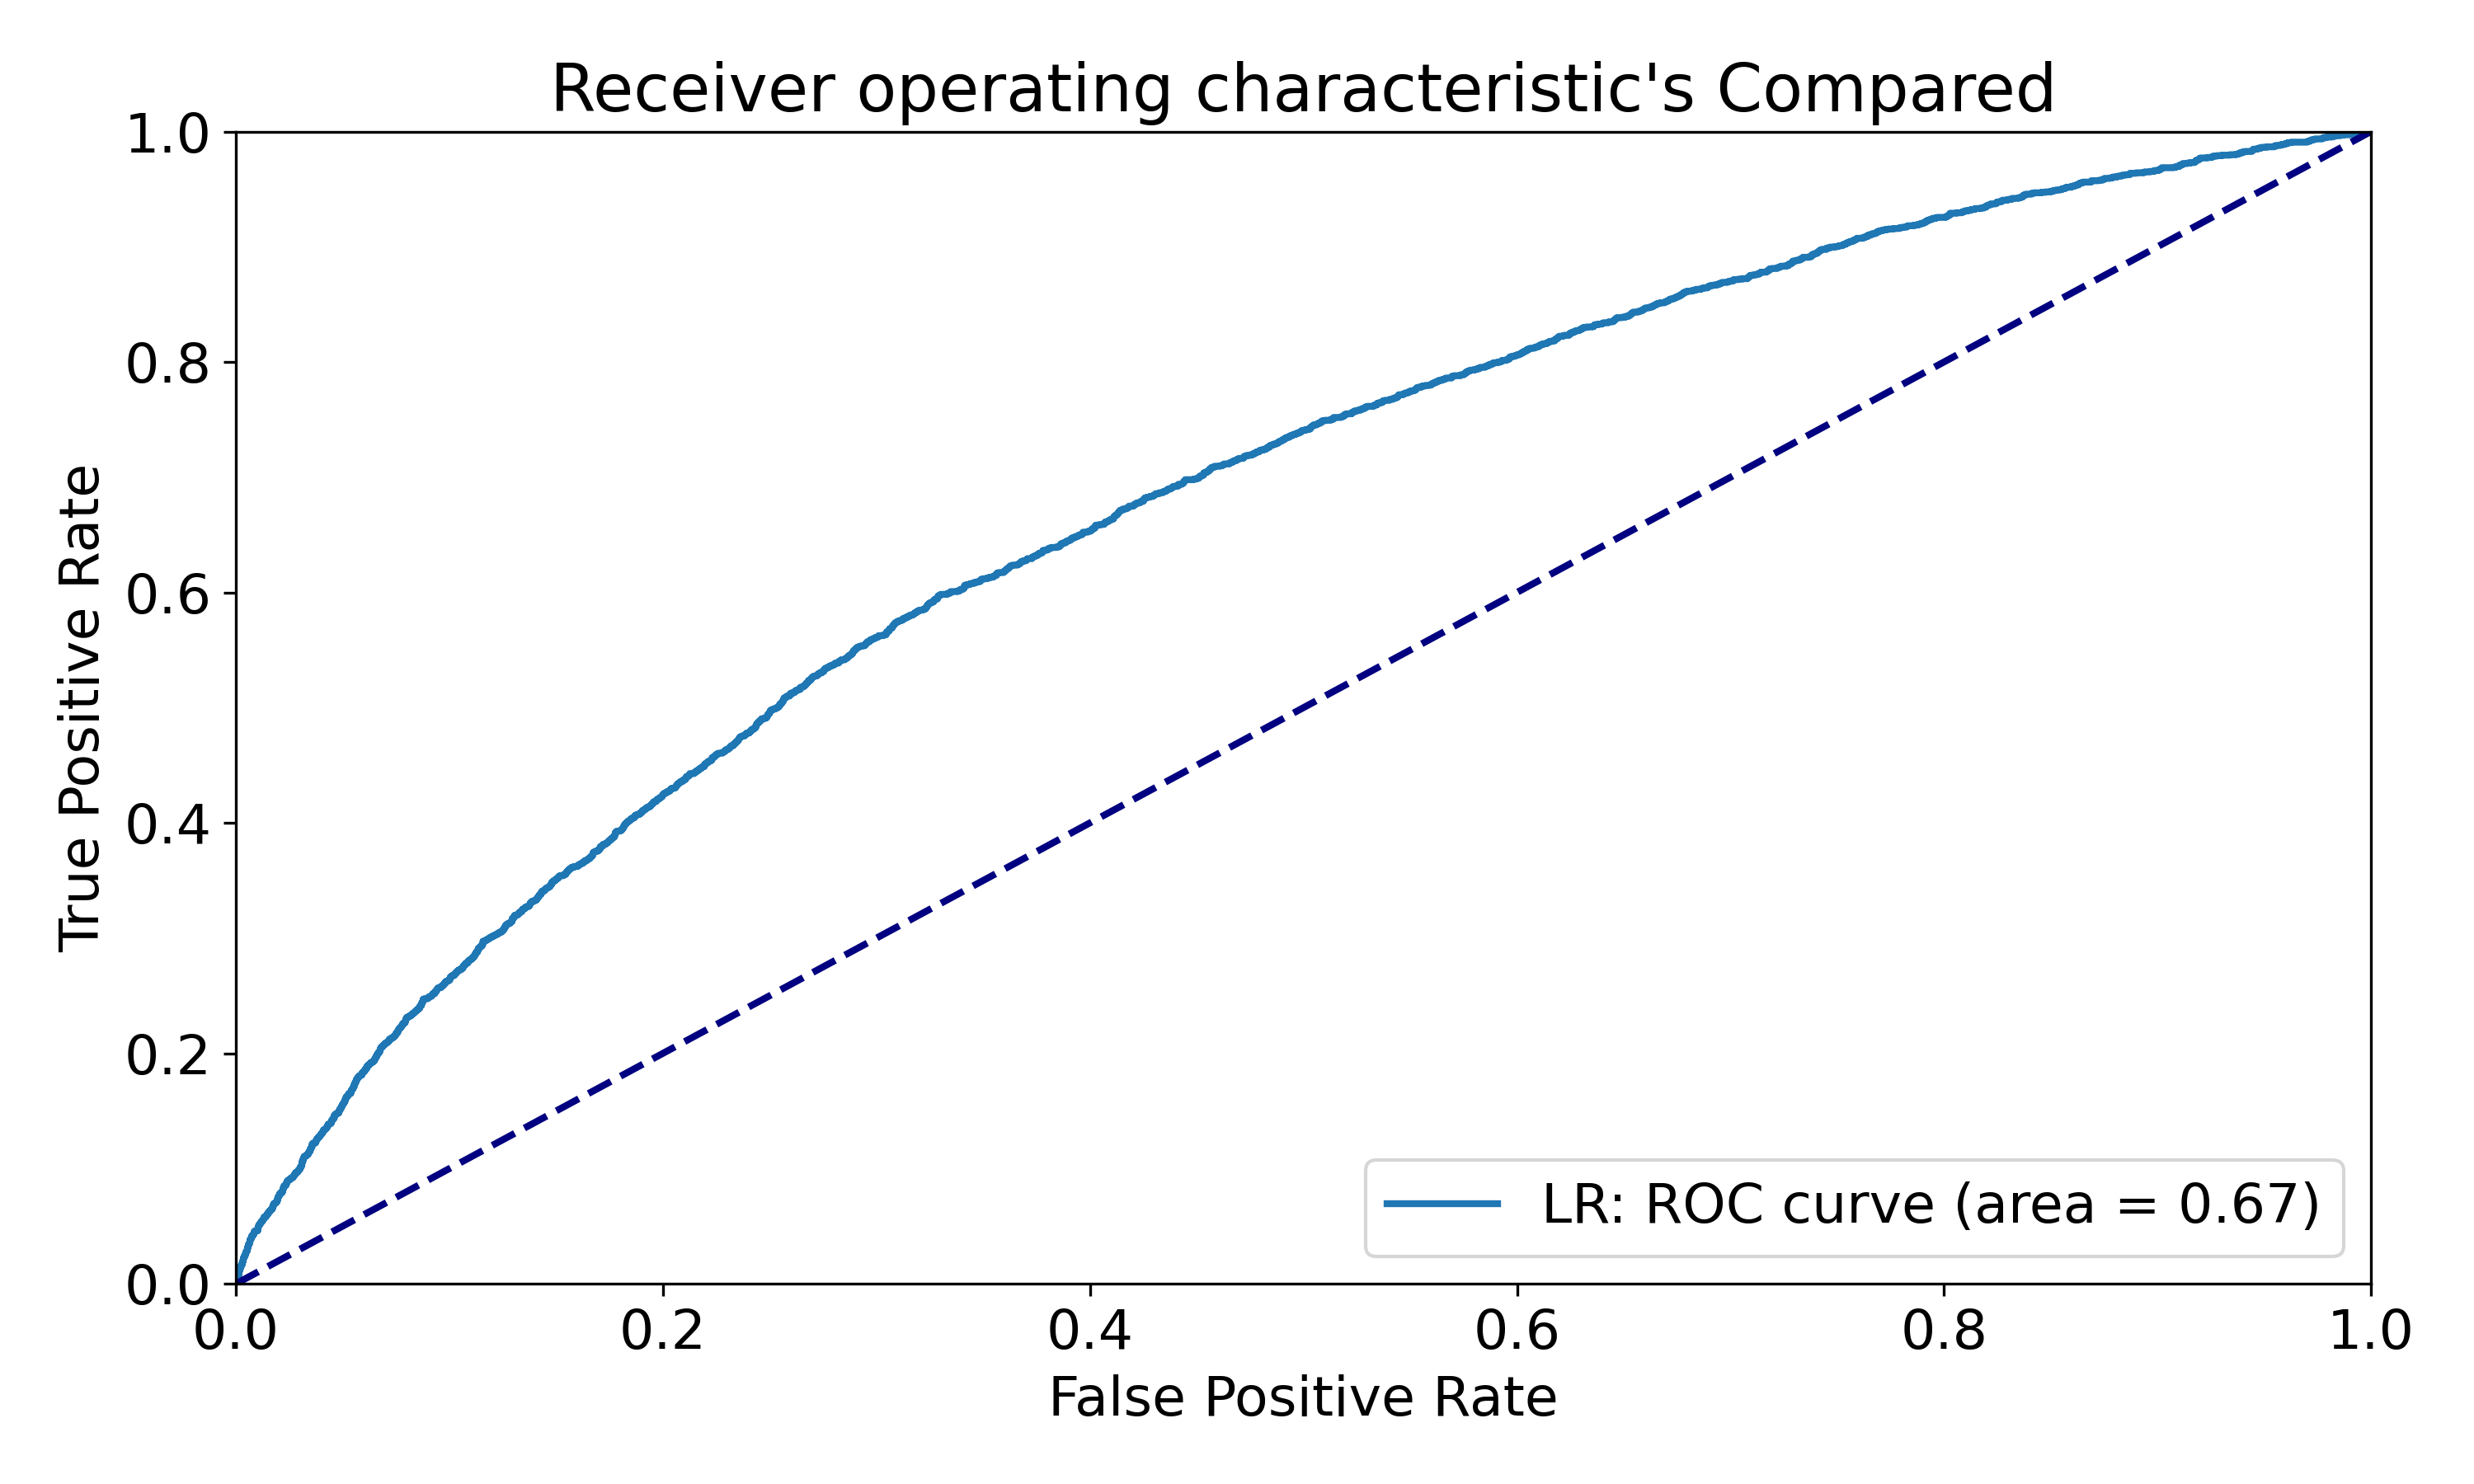 Receiver operating characteristic's Compared
1.0
0.8
0.6
0.4
0.2
0.0
True Positive Rate
LR: ROC curve (area = 0.67)
0.0 0.2 0.4 0.6 0.8 1.0
False Positive Rate